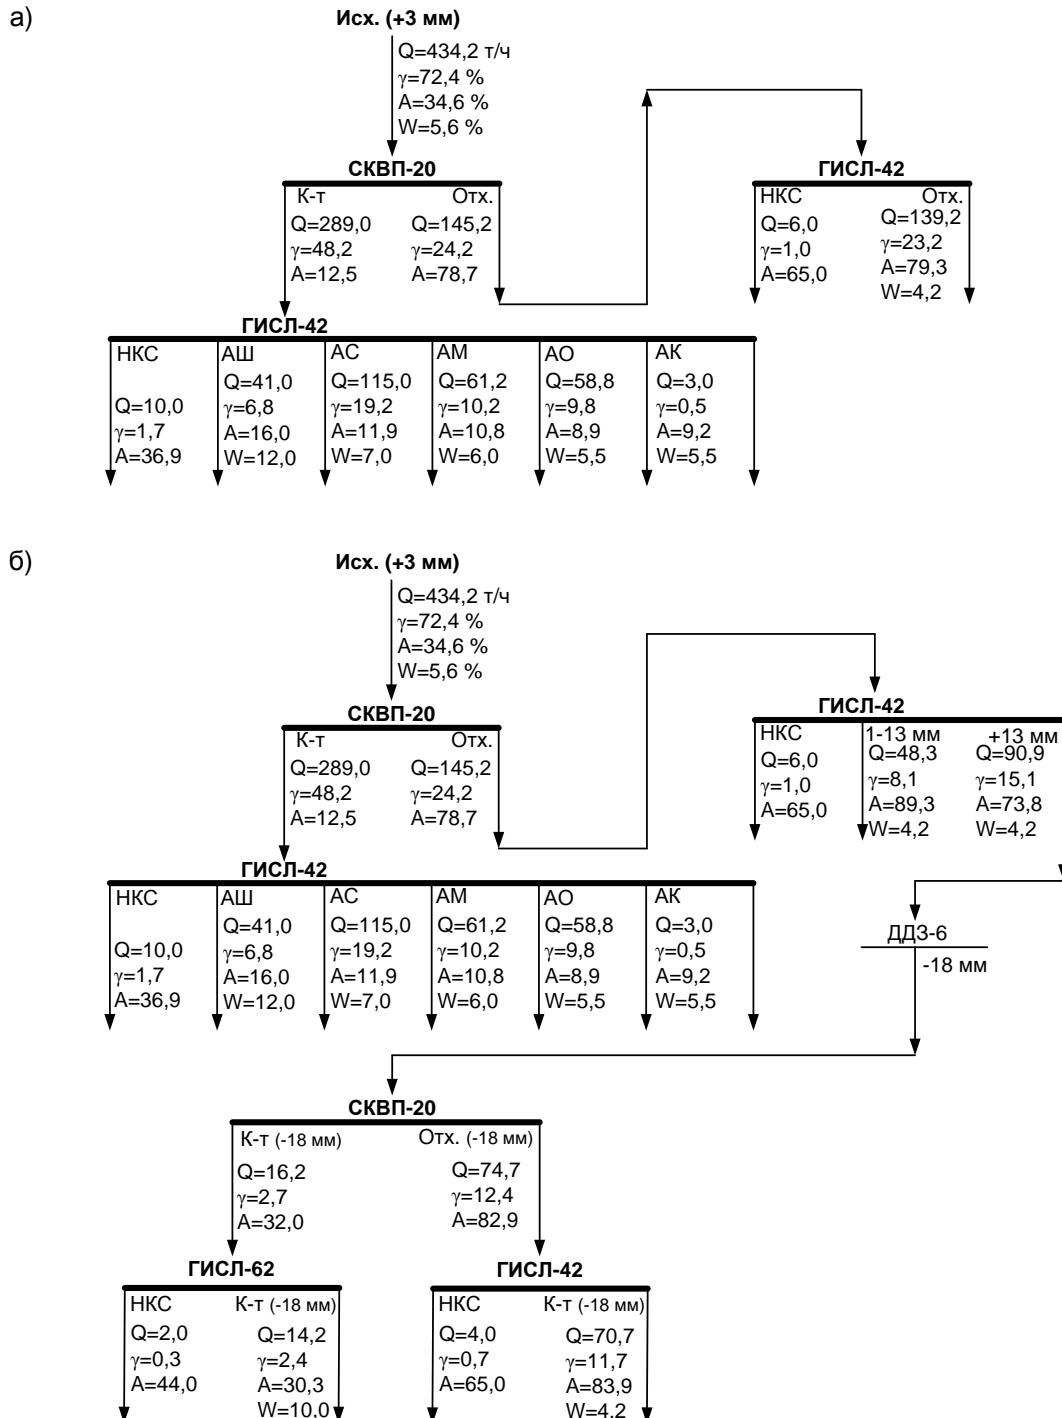 а)
Исх. (+3 мм)
Q=434,2 т/ч
γ=72,4 %
A=34,6 %
W=5,6 %
СКВП-20
К-т
Q=289,0
γ=48,2
A=12,5
Отх.
Q=145,2
γ=24,2
A=78,7
ГИСЛ-42
НКС
Q=6,0
γ=1,0
A=65,0
Отх.
Q=139,2
γ=23,2
A=79,3
W=4,2
ГИСЛ-42
НКС
Q=10,0
γ=1,7
A=36,9
АШ
Q=41,0
γ=6,8
A=16,0
W=12,0
АС
Q=115,0
γ=19,2
A=11,9
W=7,0
АМ
Q=61,2
γ=10,2
A=10,8
W=6,0
АО
Q=58,8
γ=9,8
A=8,9
W=5,5
АК
Q=3,0
γ=0,5
A=9,2
W=5,5
б)
Исх. (+3 мм)
Q=434,2 т/ч
γ=72,4 %
A=34,6 %
W=5,6 %
СКВП-20
К-т
Q=289,0
γ=48,2
A=12,5
Отх.
Q=145,2
γ=24,2
A=78,7
ГИСЛ-42
НКС
Q=6,0
γ=1,0
A=65,0
1-13 мм
Q=48,3
γ=8,1
A=89,3
W=4,2
+13 мм
Q=90,9
γ=15,1
A=73,8
W=4,2
ГИСЛ-42
НКС
Q=10,0
γ=1,7
A=36,9
АШ
Q=41,0
γ=6,8
A=16,0
W=12,0
АС
Q=115,0
γ=19,2
A=11,9
W=7,0
АМ
Q=61,2
γ=10,2
A=10,8
W=6,0
АО
Q=58,8
γ=9,8
A=8,9
W=5,5
АК
Q=3,0
γ=0,5
A=9,2
W=5,5
ДДЗ-6
-18 мм
СКВП-20
К-т (-18 мм)
Q=16,2
γ=2,7
A=32,0
Отх. (-18 мм)
Q=74,7
γ=12,4
A=82,9
ГИСЛ-62
НКС
Q=2,0
γ=0,3
A=44,0
К-т (-18 мм)
Q=14,2
γ=2,4
A=30,3
W=10,0
ГИСЛ-42
НКС
Q=4,0
γ=0,7
A=65,0
К-т (-18 мм)
Q=70,7
γ=11,7
A=83,9
W=4,2